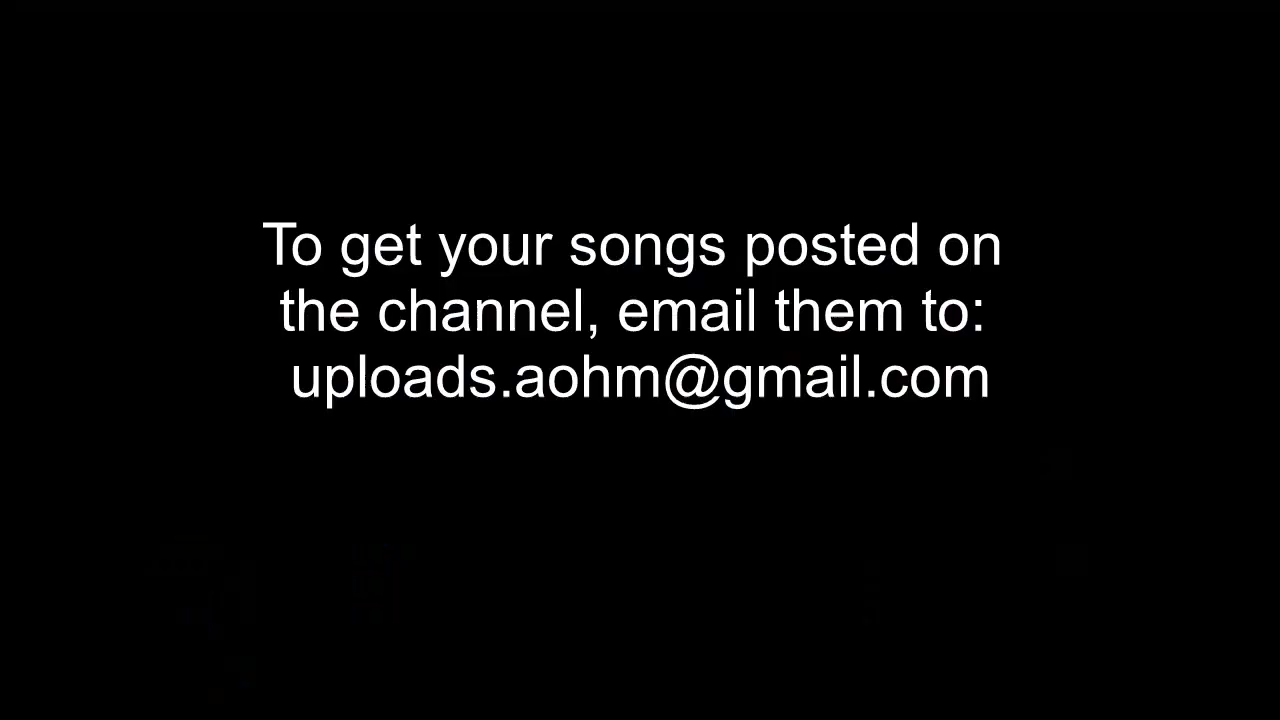 To get your songs posted on
the channel, email them to:
uploads.aohm@gmail.com